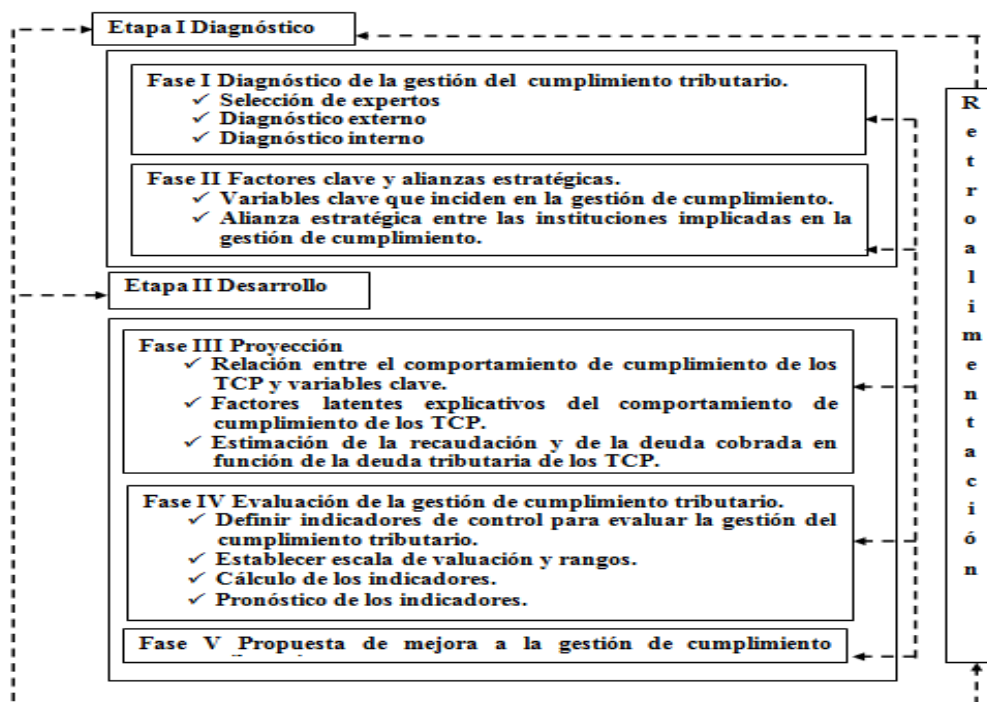 Etapa I Diagnóstico
Fase I Diagnóstico de la gestión del cumplimiento tributario.
✓ Selección de expertos
✓ Diagnóstico externo
✓ Diagnóstico interno
Fase II Factores clave y alianzas estratégicas.
✓ Variables clave que inciden en la gestión de cumplimiento.
✓ Alianza estratégica entre las instituciones implicadas en la
gestión de cumplimiento.
Etapa II Desarrollo
Fase III Proyección
✓ Relación entre el comportamiento de cumplimiento de los
TCP y variables clave.
✓ Factores latentes explicativos del comportamiento de
cumplimiento de los TCP.
✓ Estimación de la recaudación y de la deuda cobrada en
función de la deuda tributaria de los TCP.
Fase IV Evaluación de la gestión de cumplimiento tributario.
✓ Definir indicadores de control para evaluar la gestión del
cumplimiento tributario.
✓ Establecer escala de valuación y rangos.
✓ Cálculo de los indicadores.
✓ Pronóstico de los indicadores.
Fase V Propuesta de mejora a la gestión de cumplimiento
Retroalimentación